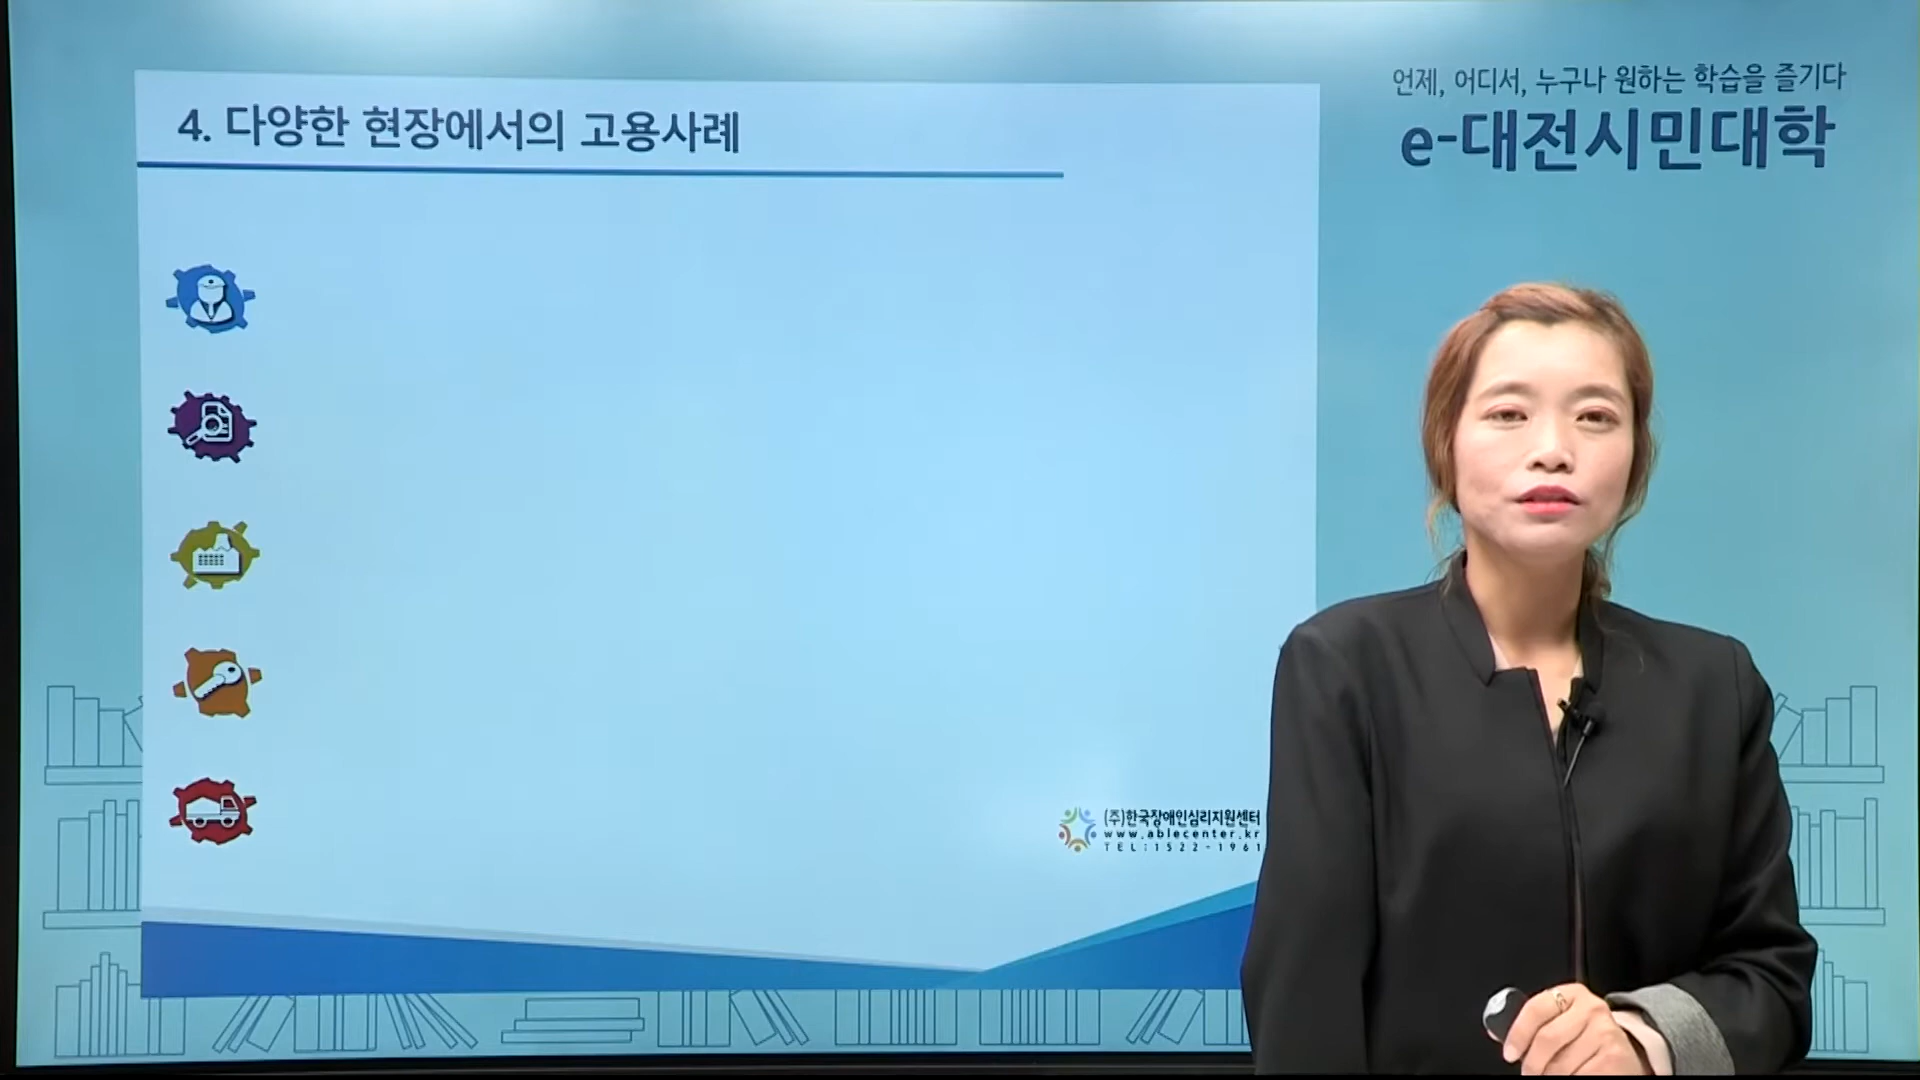 4. 다양한 현장에서의 고용사례
언제, 어디서, 누구나 원하는 학습을 즐기다
e-대전시민대학
(주)한국장애인심리지원센터
www.ablecenter.kr
TEL:1522-1961